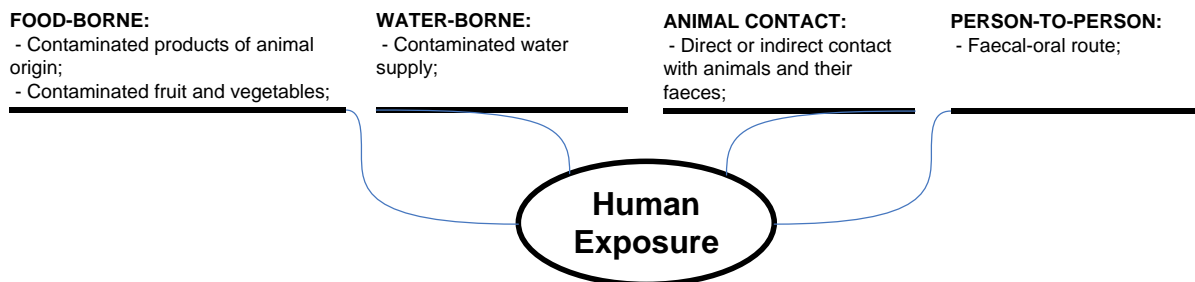 FOOD-BORNE:
- Contaminated products of animal
origin;
- Contaminated fruit and vegetables;
WATER-BORNE:
- Contaminated water
supply;
ANIMAL CONTACT:
- Direct or indirect contact
with animals and their
faeces;
PERSON-TO-PERSON:
- Faecal-oral route;
Human
Exposure